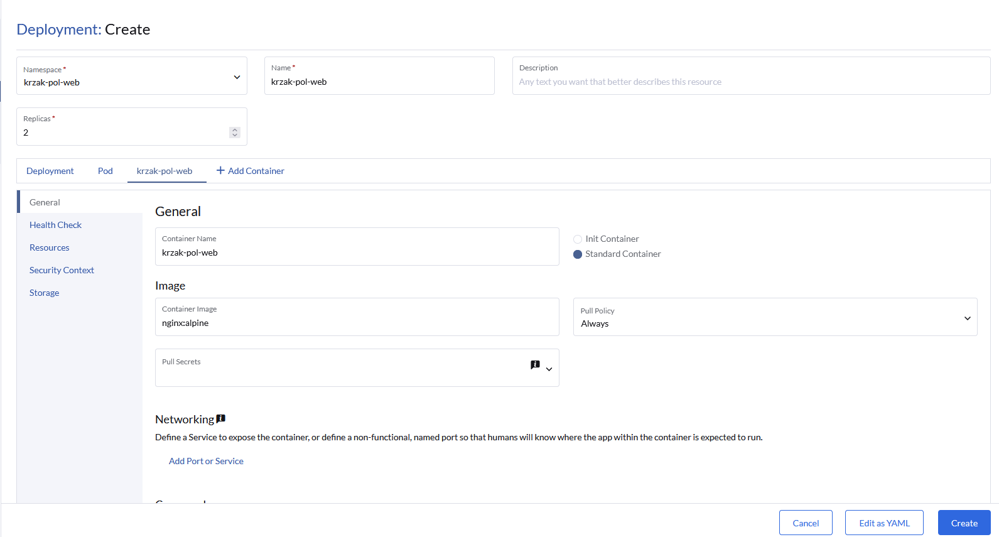 Deployment: Create
Namespace *
krzak-pol-web
Name *
krzak-pol-web
Description
Any text you want that better describes this resource
Replicas *
2
Deployment
Pod
krzak-pol-web
+ Add Container
General
Health Check
Resources
Security Context
Storage
General
Container Name
krzak-pol-web
Init Container
Standard Container
Image
Container Image
nginx:alpine
Pull Policy
Always
Pull Secrets
Networking
Define a Service to expose the container, or define a non-functional, named port so that humans will know where the app within the container is expected to run.
Add Port or Service
Cancel
Edit as YAML
Create